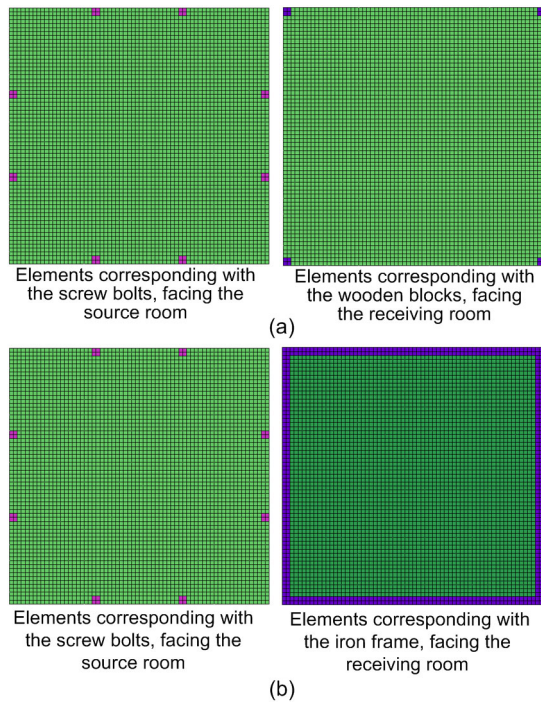 Elements corresponding with
the screw bolts, facing the
source room
Elements corresponding with
the wooden blocks, facing
the receiving room
(a)
Elements corresponding with
the screw bolts, facing the
source room
Elements corresponding with
the iron frame, facing the
receiving room
(b)